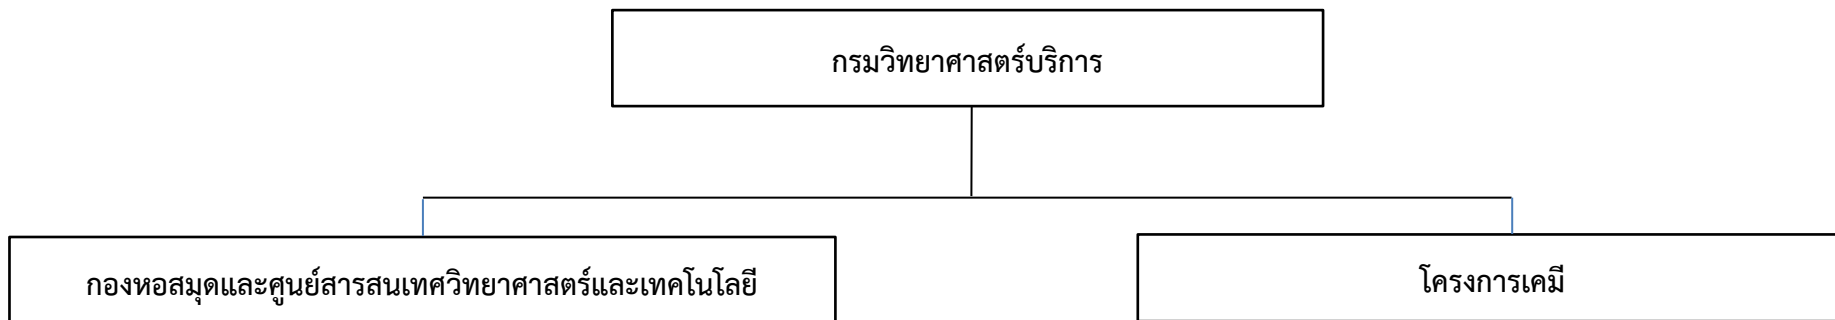 กรมวิทยาศาสตร์บริการ
กองหอสมุดและศูนย์สารสนเทศวิทยาศาสตร์และเทคโนโลยี
โครงการเคมี